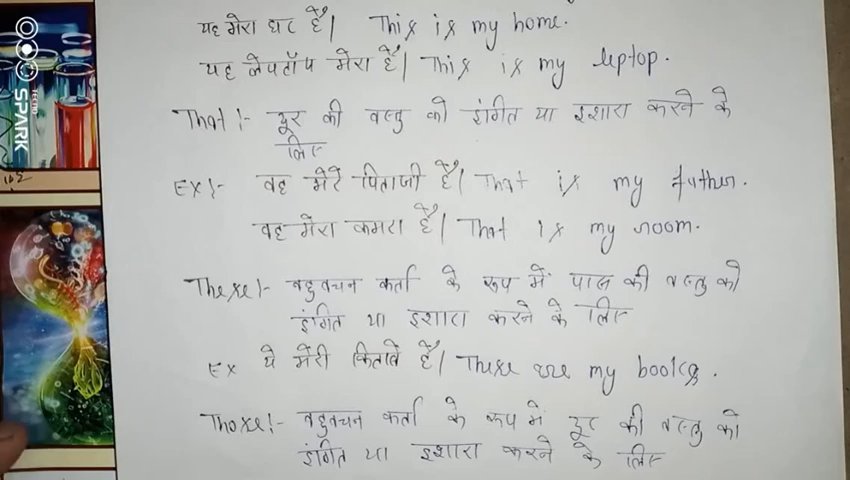 यह मेरा घर है| This is my home.
यह लेपटॉप मेरा है| This is my leptop.
That :- दूर की वस्तु को इंगित या इशारा करने के
लिए
EX :- वह मेरे पिताजी है| That is my father.
वह मेरा कमरा है| That is my room.
These :- बहुवचन कर्ता के रूप में पास की वस्तु को
इंगित या इशारा करने के लिए
EX ये मेरी किताबें हैं| These are my books.
Those :- बहुवचन कर्ता के रूप में दूर की वस्तु को
इंगित या इशारा करने के लिए
SPARK
TECNO